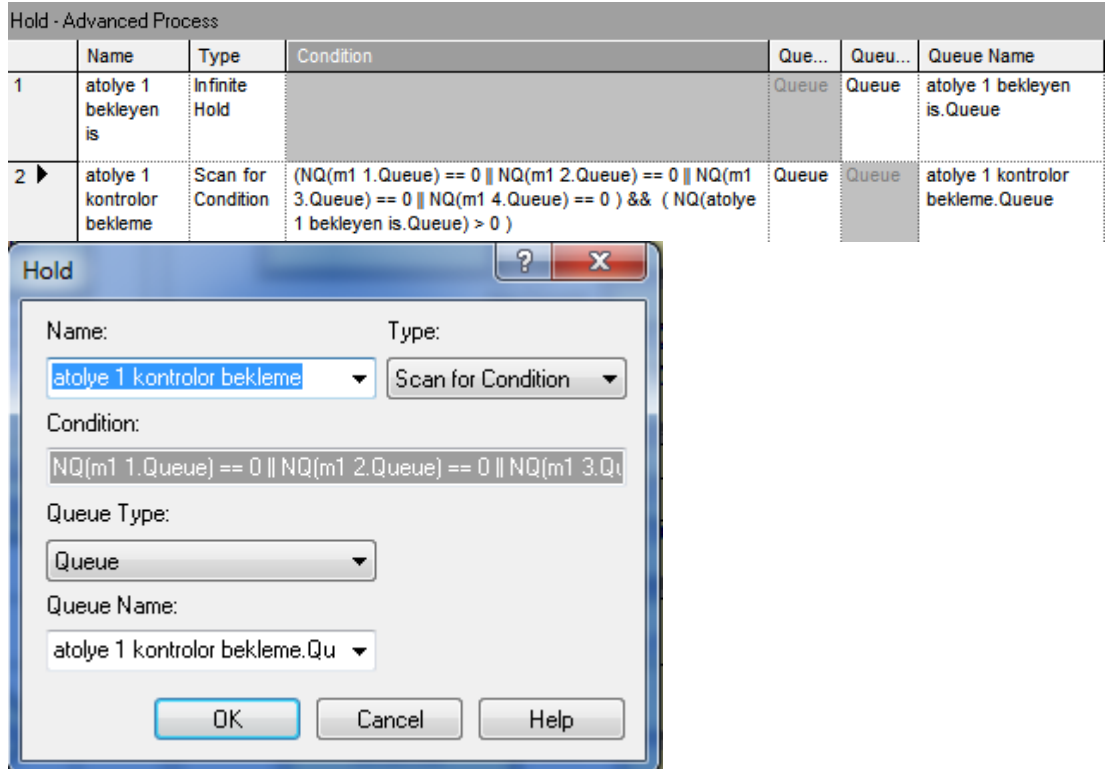 Hold - Advanced Process
Name Type Condition Que... Queu... Queue Name
1 atolye 1 bekleyen is Infinite Hold Queue Queue atolye 1 bekleyen is.Queue
2 atolye 1 kontrolor bekleme Scan for Condition (NQ(m1 1.Queue) == 0 || NQ(m1 2.Queue) == 0 || NQ(m1 3.Queue) == 0 || NQ(m1 4.Queue) == 0 ) && ( NQ(atolye 1 bekleyen is.Queue) > 0 ) Queue Queue atolye 1 kontrolor bekleme.Queue
Hold
Name: Type:
atolye 1 kontrolor bekleme Scan for Condition
Condition:
NQ(m1 1.Queue) == 0 || NQ(m1 2.Queue) == 0 || NQ(m1 3.Qu
Queue Type:
Queue
Queue Name:
atolye 1 kontrolor bekleme.Qu
OK Cancel Help